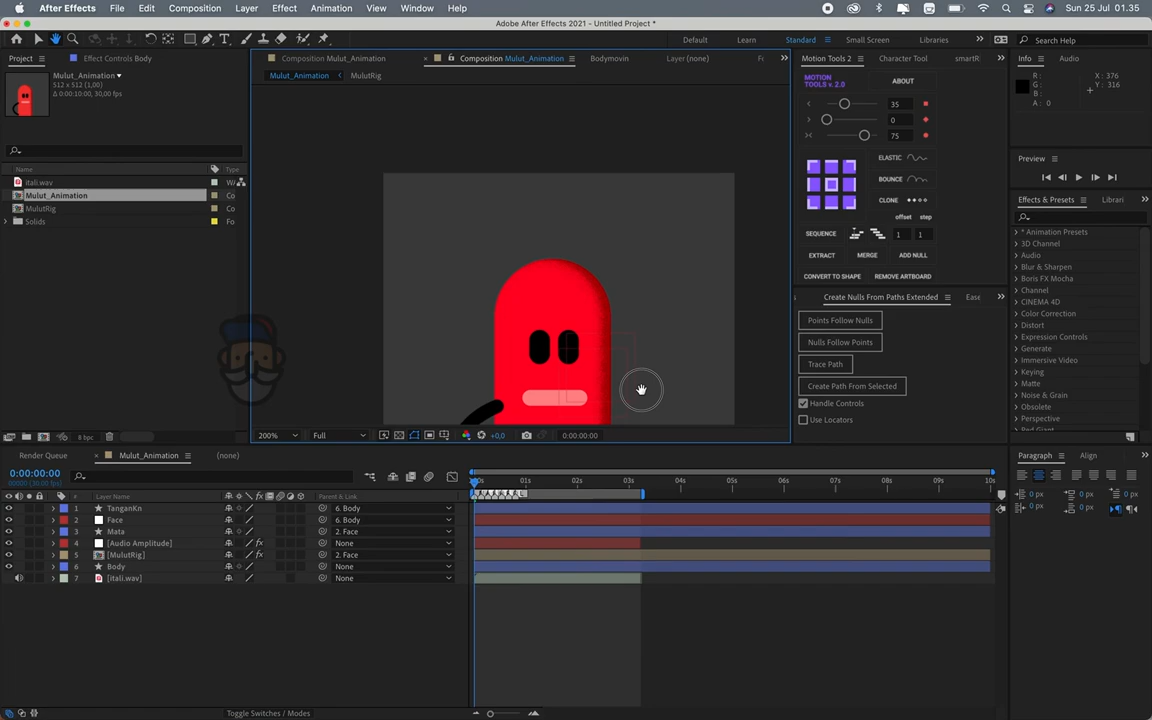 After Effects File Edit Composition Layer Effect Animation View Window Help Sun 25 Jul 01.35
Adobe After Effects 2021 - Untitled Project *
Default Learn Standard Small Screen Libraries Search Help
Project Effect Controls Body
Composition Mulut_Animation Composition Mulut_Animation Bodymovin Layer (none)
Motion Tools 2 Character Tool smartR
Info Audio
Mulut_Animation
512 x 512 (1,00)
Δ 0:00:10:00, 30,00 fps
Mulut_Animation MulutRig
MOTION TOOLS v. 2.0 ABOUT
35
0
75
R :
G :
B :
A : 0
X : 376
Y : 316
Name Type
itali.wav
Mulut_Animation Co
MulutRig Co
Solids Fo
ELASTIC
BOUNCE
CLONE
offset step
SEQUENCE 1 1
EXTRACT MERGE ADD NULL
CONVERT TO SHAPE REMOVE ARTBOARD
Preview
Effects & Presets Librari
* Animation Presets
3D Channel
Audio
Blur & Sharpen
Boris FX Mocha
Channel
CINEMA 4D
Color Correction
Distort
Expression Controls
Generate
Immersive Video
Keying
Matte
Noise & Grain
Obsolete
Perspective
Create Nulls From Paths Extended Ease
Points Follow Nulls
Nulls Follow Points
Trace Path
Create Path From Selected
Handle Controls
Use Locators
8 bpc
200% Full +0,0 0:00:00:00
Render Queue Mulut_Animation (none)
0:00:00:00
Paragraph Align
# Layer Name Parent & Link
01s 02s 03s 04s 05s 06s 07s 08s 09s 10s
1 TanganKn 6. Body
2 Face 6. Body
3 Mata 2. Face
4 [Audio Amplitude] None
5 [MulutRig] 2. Face
6 Body None
7 [itali.wav] None
0 px 0 px
0 px 0 px
0 px
Toggle Switches / Modes